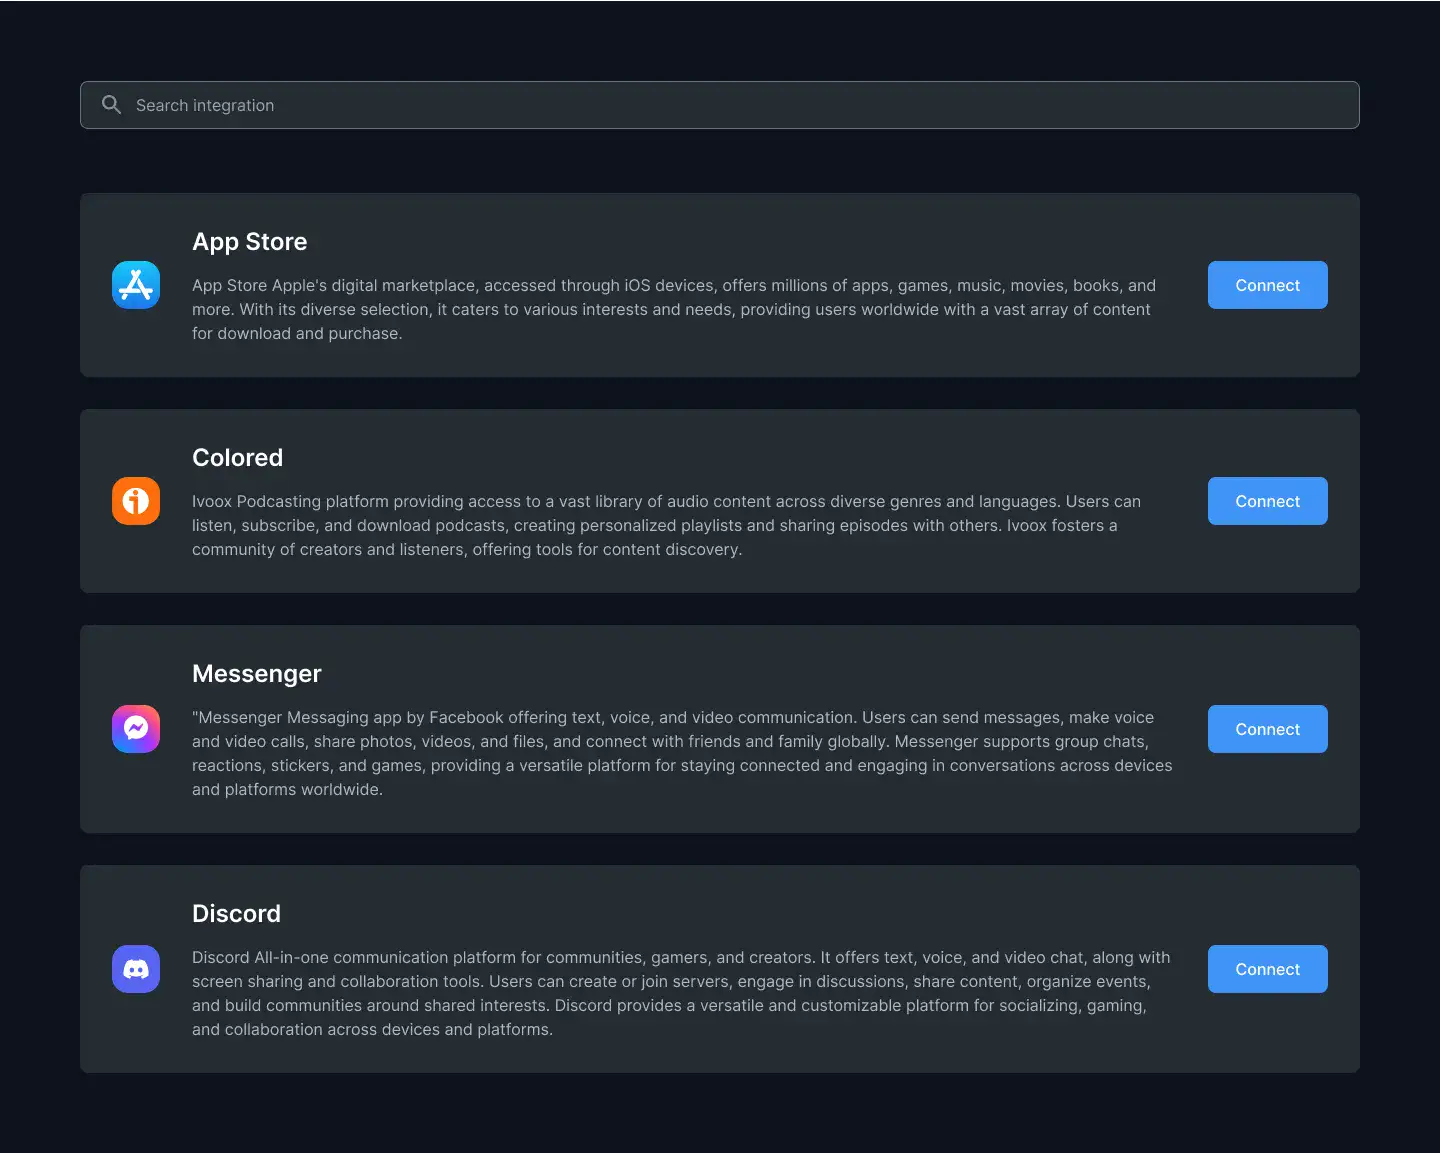 Search integration
App Store
App Store Apple's digital marketplace, accessed through iOS devices, offers millions of apps, games, music, movies, books, and
more. With its diverse selection, it caters to various interests and needs, providing users worldwide with a vast array of content
for download and purchase.
Connect
Colored
Ivoox Podcasting platform providing access to a vast library of audio content across diverse genres and languages. Users can
listen, subscribe, and download podcasts, creating personalized playlists and sharing episodes with others. Ivoox fosters a
community of creators and listeners, offering tools for content discovery.
Connect
Messenger
"Messenger Messaging app by Facebook offering text, voice, and video communication. Users can send messages, make voice
and video calls, share photos, videos, and files, and connect with friends and family globally. Messenger supports group chats,
reactions, stickers, and games, providing a versatile platform for staying connected and engaging in conversations across devices
and platforms worldwide.
Connect
Discord
Discord All-in-one communication platform for communities, gamers, and creators. It offers text, voice, and video chat, along with
screen sharing and collaboration tools. Users can create or join servers, engage in discussions, share content, organize events,
and build communities around shared interests. Discord provides a versatile and customizable platform for socializing, gaming,
and collaboration across devices and platforms.
Connect